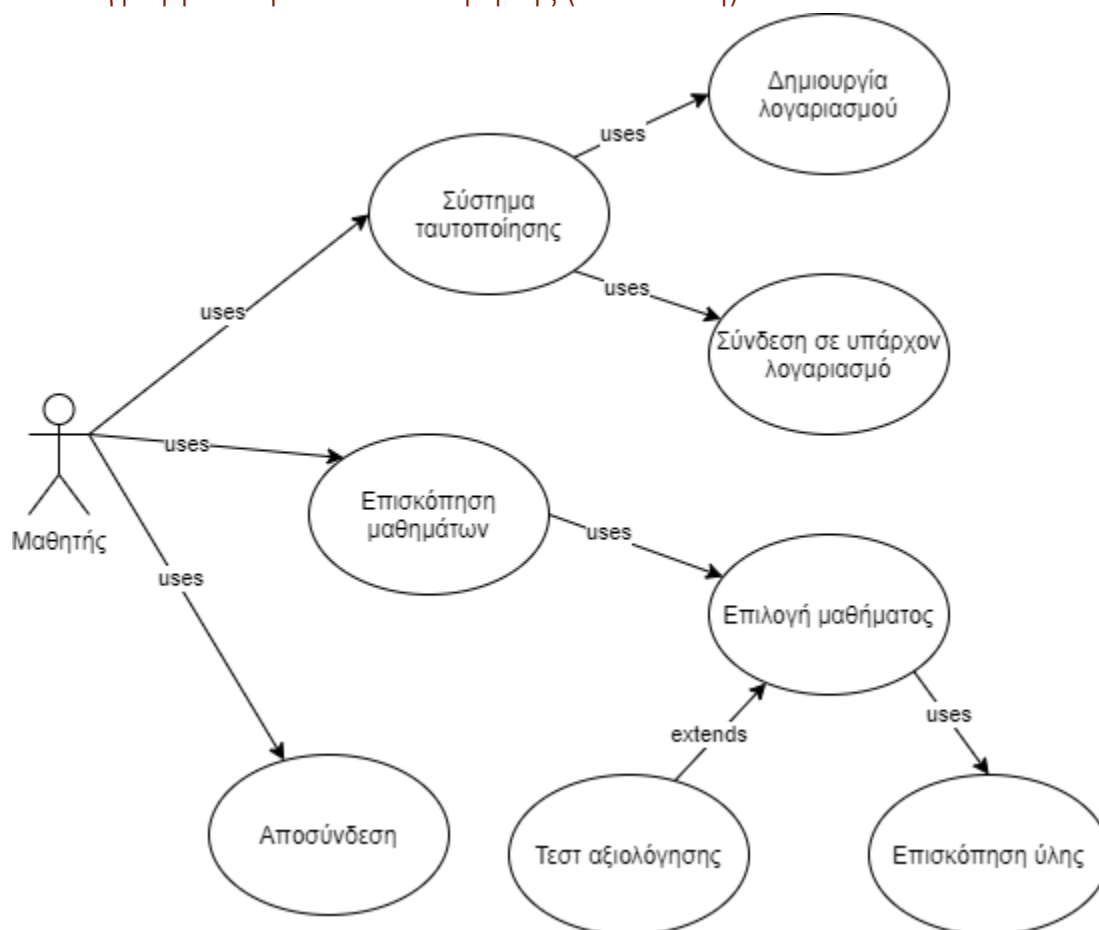 Δημιουργία
λογαριασμού
uses
Σύστημα
ταυτοποίησης
uses
uses
Σύνδεση σε υπάρχον
λογαριασμό
uses
Επισκόπηση
μαθημάτων
uses
Μαθητής
uses
Επιλογή μαθήματος
extends
uses
Αποσύνδεση
Τεστ αξιολόγησης
Επισκόπηση ύλης